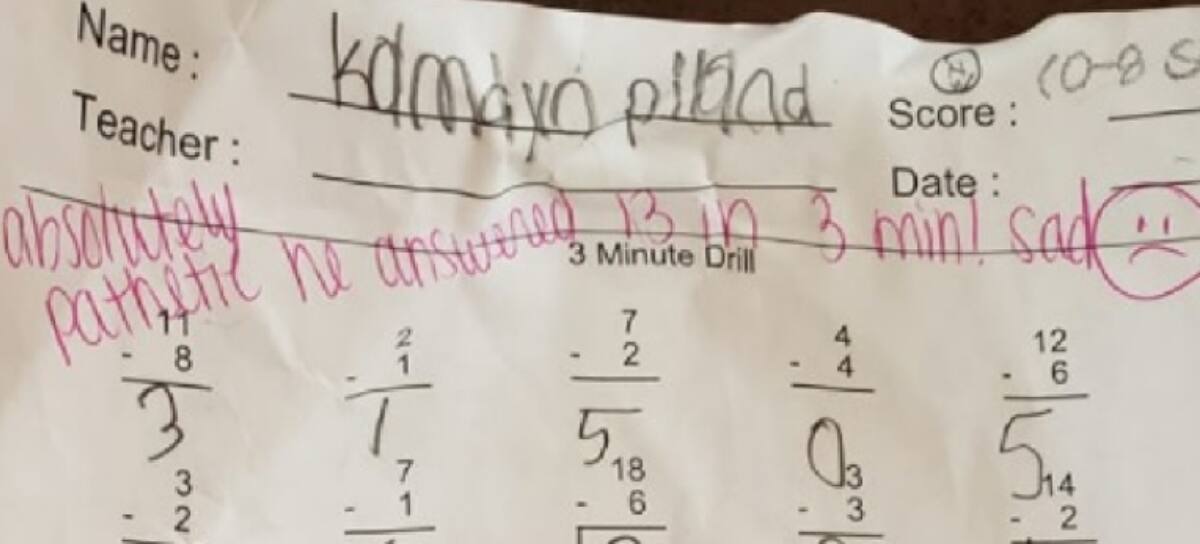 Name : kamdyn piland
Score :
Teacher :
Date :
absolutely
pathetic he answered 13 in 3 min! sad
3 Minute Drill
11 2 7 4 12
- 8 - 1 - 2 - 4 - 6
3 1 5 0 5
3 7 18 3 14
- 2 - 1 - 6 - 3 - 2